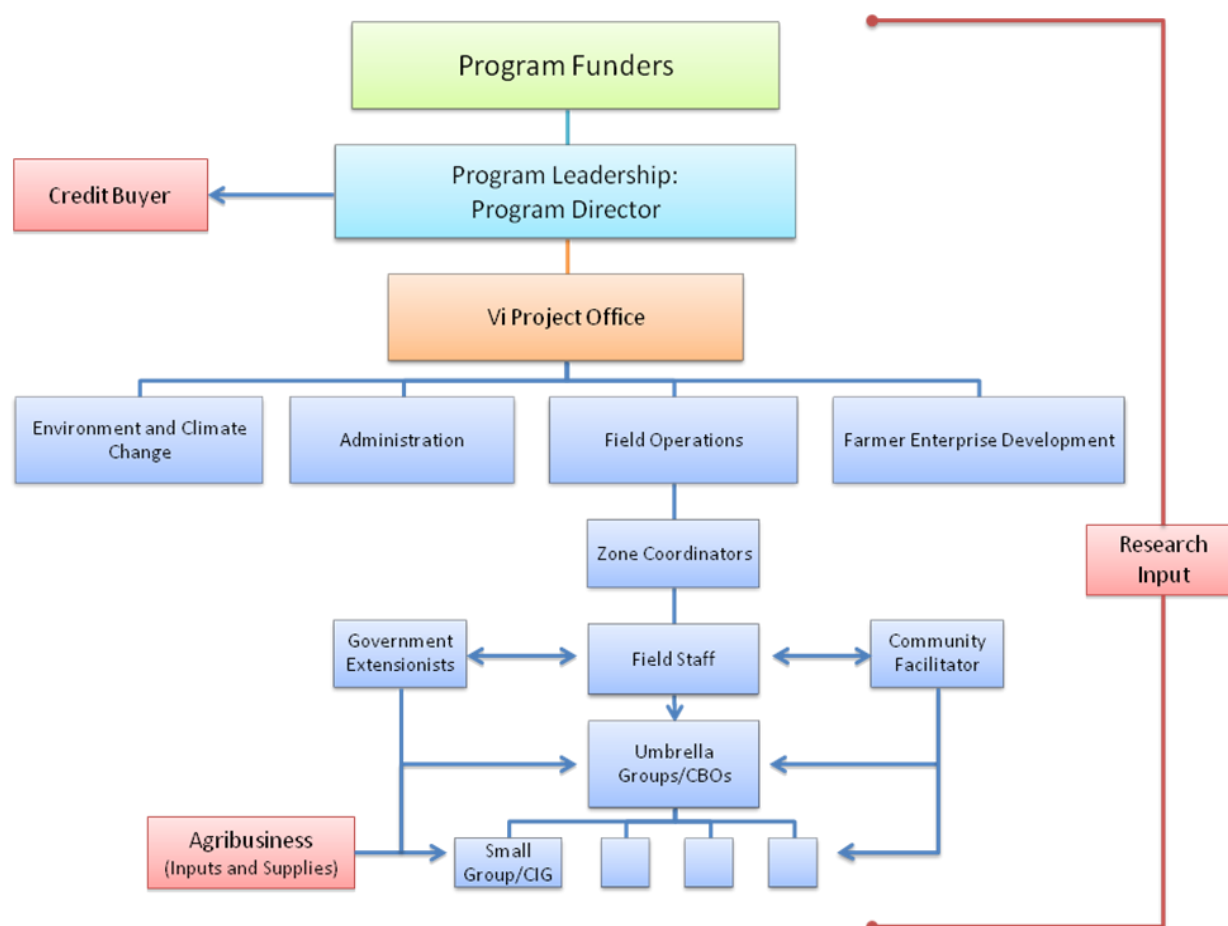 Program Funders
Credit Buyer
Program Leadership:
Program Director
Vi Project Office
Environment and Climate
Change
Administration
Field Operations
Farmer Enterprise Development
Zone Coordinators
Research
Input
Government
Extensionists
Field Staff
Community
Facilitator
Umbrella
Groups/CBOs
Agribusiness
(Inputs and Supplies)
Small
Group/CIG